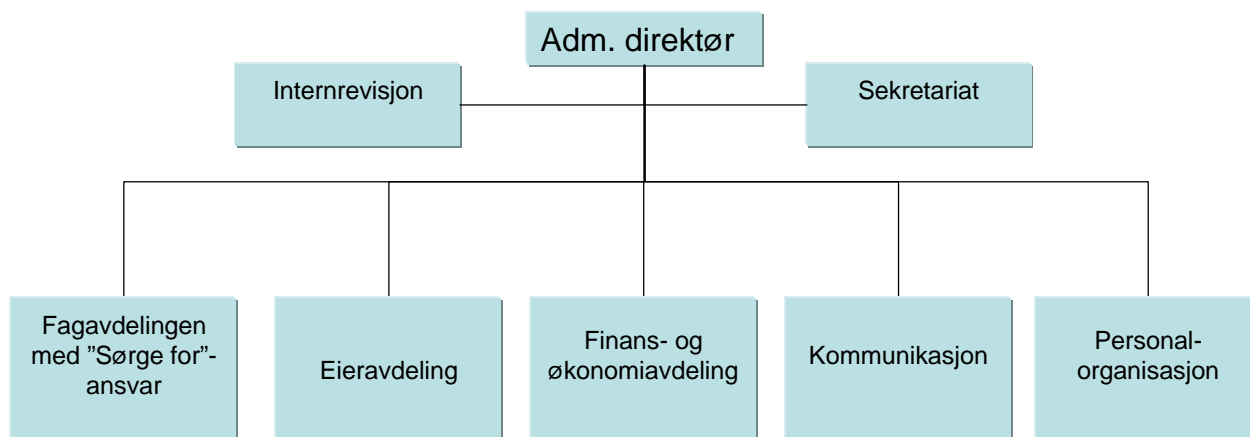 Adm. direktør
Internrevisjon
Sekretariat
Fagavdelingen
med ”Sørge for”-
ansvar
Eieravdeling
Finans- og
økonomiavdeling
Kommunikasjon
Personal-
organisasjon